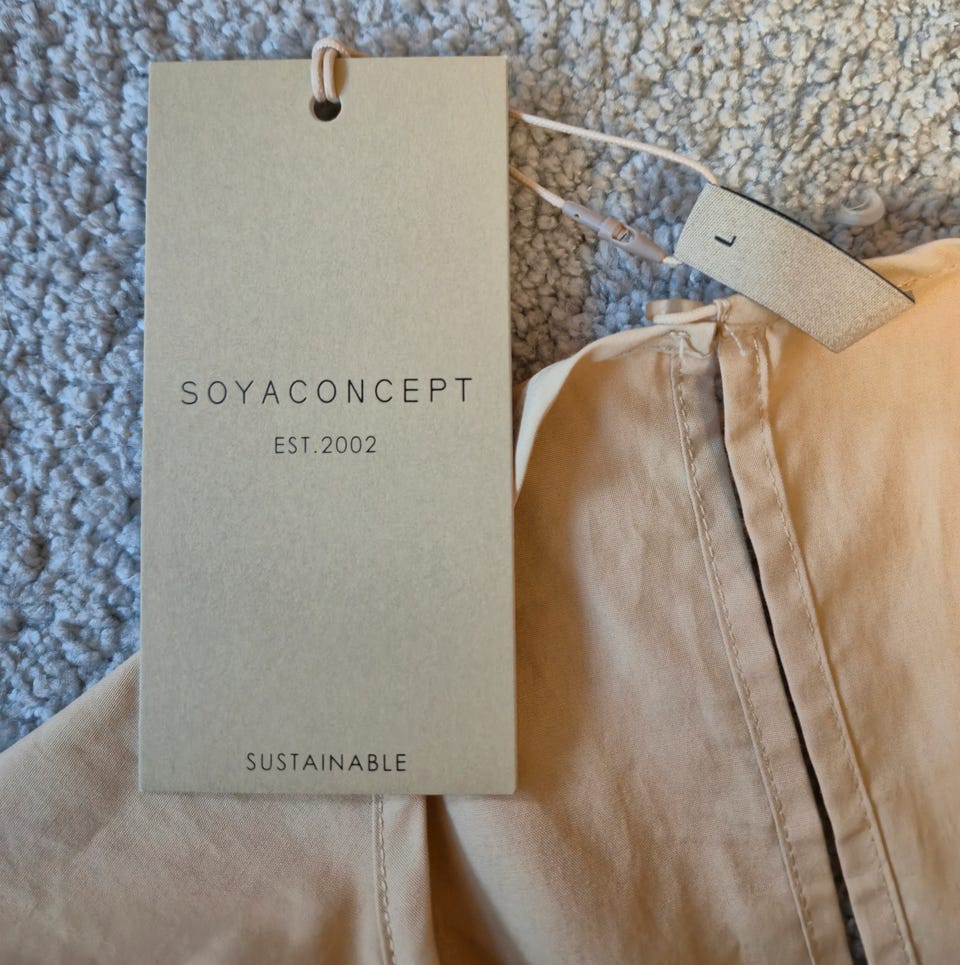 SOYACONCEPT
EST.2002
SUSTAINABLE
L